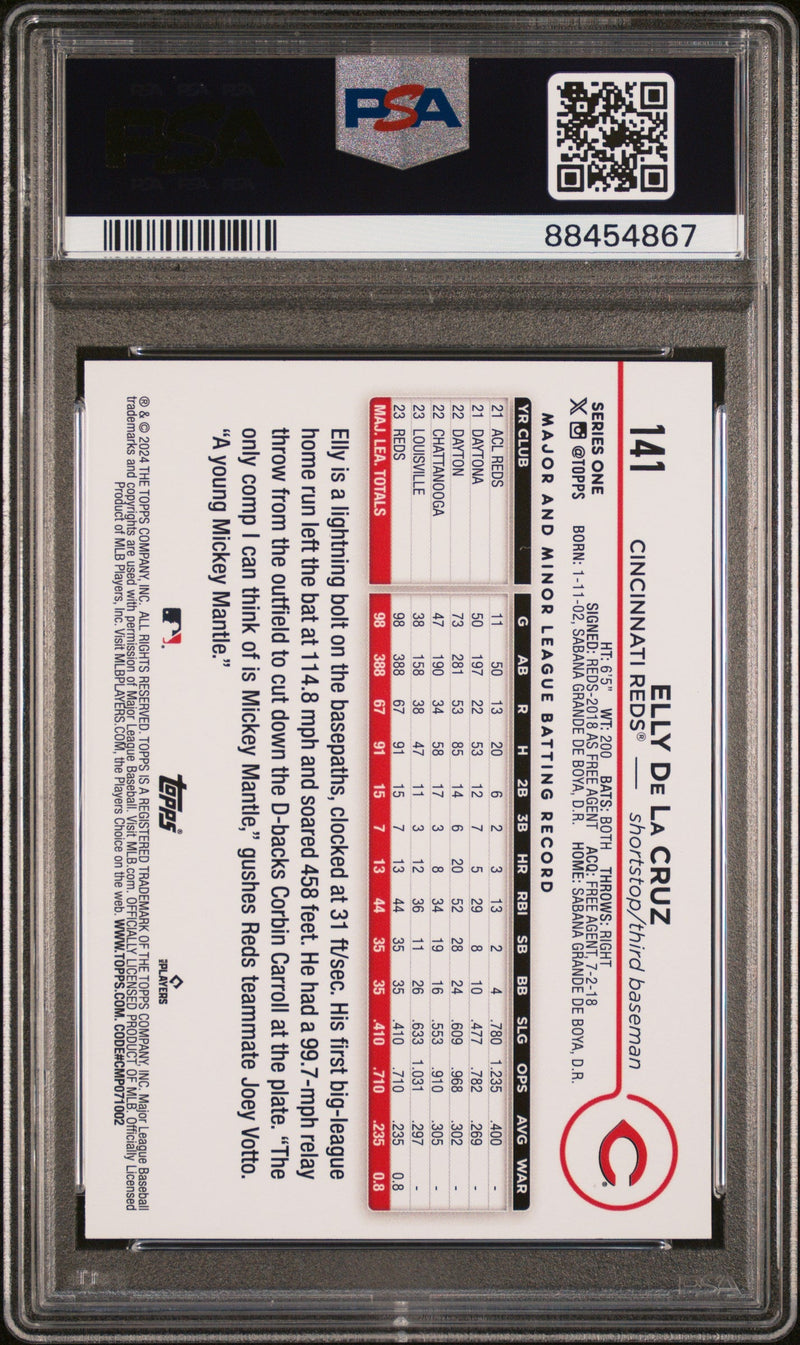 PSA
PSA
88454867
141
ELLY DE LA CRUZ
CINCINNATI REDS® — shortstop/third baseman
SERIES ONE
@TOPPS
HT: 6'5" WT: 200 BATS: BOTH THROWS: RIGHT
SIGNED: REDS-2018 AS FREE AGENT ACQ: FREE AGENT, 7-2-18
BORN: 1-11-02, SABANA GRANDE DE BOYA, D.R. HOME: SABANA GRANDE DE BOYA, D.R.
C
MAJOR AND MINOR LEAGUE BATTING RECORD
YR CLUB G AB R H 2B 3B HR RBI SB BB SLG OPS AVG WAR
21 ACL REDS 11 50 13 20 6 2 3 13 2 4 .780 1.235 .400 -
21 DAYTONA 50 197 22 53 12 7 5 29 8 10 .477 .782 .269 -
22 DAYTON 73 281 53 85 14 6 20 52 28 24 .609 .968 .302 -
22 CHATTANOOGA 47 190 34 58 17 3 8 34 19 16 .553 .910 .305 -
23 LOUISVILLE 38 158 38 47 11 3 12 36 11 26 .633 1.031 .297 -
23 REDS 98 388 67 91 15 7 13 44 35 35 .410 .710 .235 0.8
MAJ. LEA. TOTALS 98 388 67 91 15 7 13 44 35 35 .410 .710 .235 0.8
Elly is a lightning bolt on the basepaths, clocked at 31 ft/sec. His first big-league
home run left the bat at 114.8 mph and soared 458 feet. He had a 99.7-mph relay
throw from the outfield to cut down the D-backs Corbin Carroll at the plate. “The
only comp I can think of is Mickey Mantle,” gushes Reds teammate Joey Votto.
“A young Mickey Mantle.”
topps®
PLAYERS
® & © 2024 THE TOPPS COMPANY, INC. ALL RIGHTS RESERVED. TOPPS IS A REGISTERED TRADEMARK OF THE TOPPS COMPANY, INC. Major League Baseball
trademarks and copyrights are used with permission of Major League Baseball. Visit MLB.com. OFFICIALLY LICENSED PRODUCT OF MLB. Officially Licensed
Product of MLB Players, Inc. Visit MLBPLAYERS.COM, the Players Choice on the web. WWW.TOPPS.COM. CODE#CMP071002
PSA